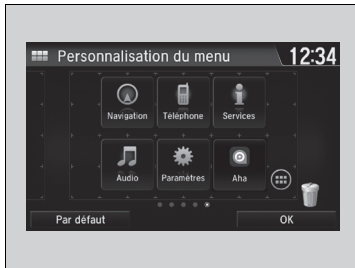 Personnalisation du menu
12:34
Navigation
Téléphone
Services
Audio
Paramètres
Aha
Par défaut
OK